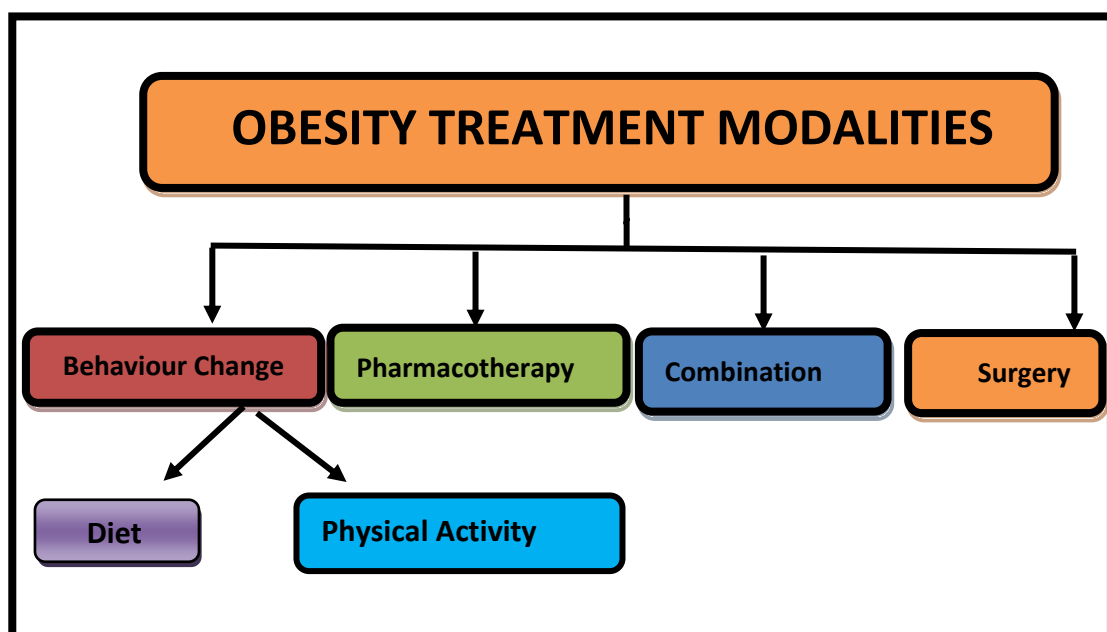 OBESITY TREATMENT MODALITIES
Behaviour Change
Pharmacotherapy
Combination
Surgery
Diet
Physical Activity